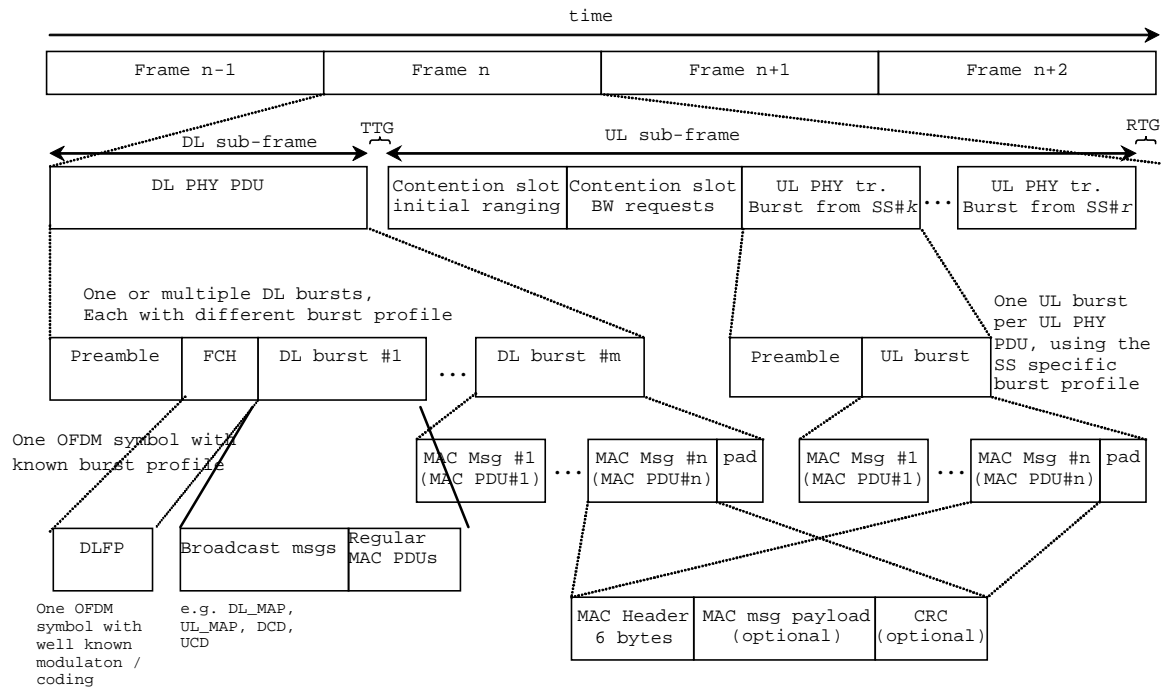 time
Frame n-1
Frame n
Frame n+1
Frame n+2
DL sub-frame
TTG
UL sub-frame
RTG
DL PHY PDU
Contention slot
initial ranging
Contention slot
BW requests
UL PHY tr.
Burst from SS#k
...
UL PHY tr.
Burst from SS#r
One or multiple DL bursts,
Each with different burst profile
One UL burst
per UL PHY
PDU, using the
SS specific
burst profile
Preamble
FCH
DL burst #1
...
DL burst #m
Preamble
UL burst
One OFDM symbol with
known burst profile
MAC Msg #1
(MAC PDU#1)
...
MAC Msg #n
(MAC PDU#n)
pad
MAC Msg #1
(MAC PDU#1)
...
MAC Msg #n
(MAC PDU#n)
pad
DLFP
Broadcast msgs
Regular
MAC PDUs
One OFDM
symbol with
well known
modulaton /
coding
e.g. DL_MAP,
UL_MAP, DCD,
UCD
MAC Header
6 bytes
MAC msg payload
(optional)
CRC
(optional)